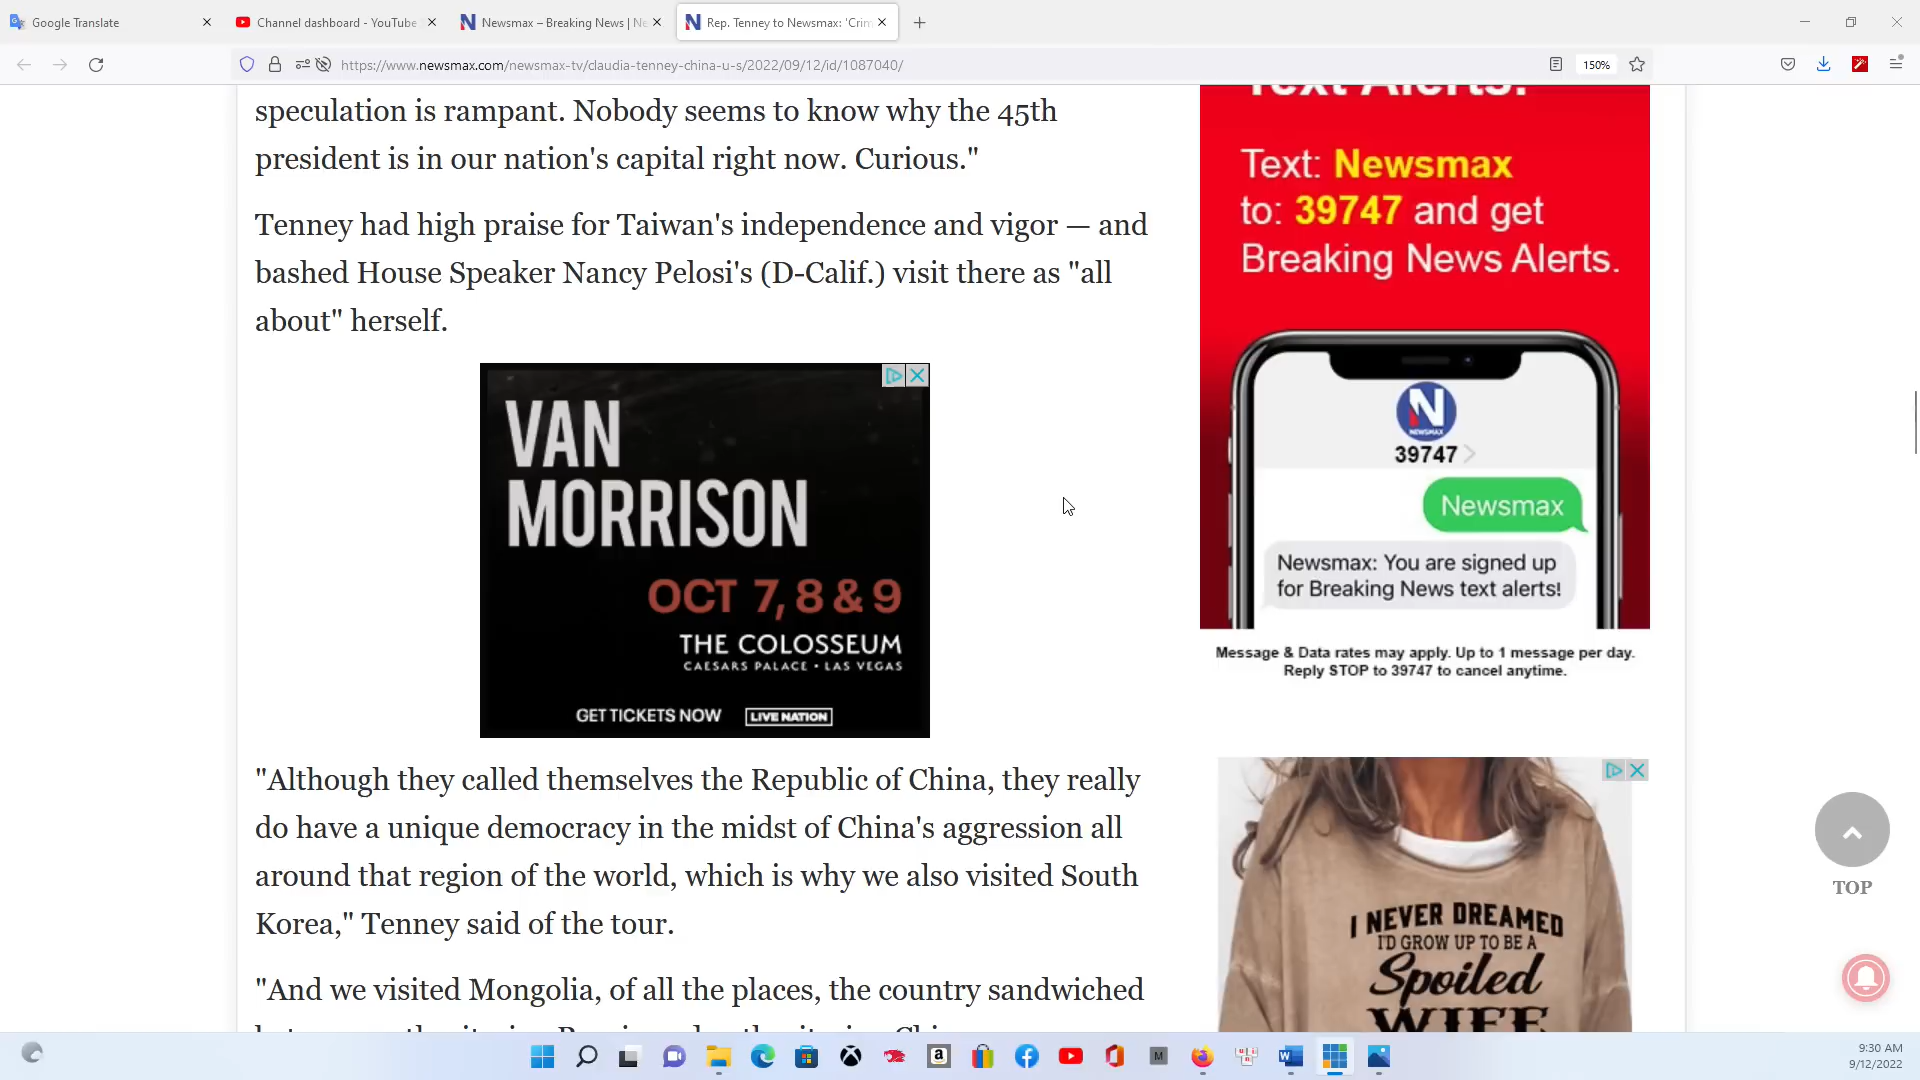 Google Translate
Channel dashboard - YouTube
Newsmax – Breaking News | Ne
Rep. Tenney to Newsmax: 'Crim
https://www.newsmax.com/newsmax-tv/claudia-tenney-china-u-s/2022/09/12/id/1087040/
150%
speculation is rampant. Nobody seems to know why the 45th
president is in our nation's capital right now. Curious."
Tenney had high praise for Taiwan's independence and vigor — and
bashed House Speaker Nancy Pelosi's (D-Calif.) visit there as "all
about" herself.
VAN
MORRISON
OCT 7, 8 & 9
THE COLOSSEUM
CAESARS PALACE • LAS VEGAS
GET TICKETS NOW
LIVE NATION
"Although they called themselves the Republic of China, they really
do have a unique democracy in the midst of China's aggression all
around that region of the world, which is why we also visited South
Korea," Tenney said of the tour.
"And we visited Mongolia, of all the places, the country sandwiched
Text Alerts!
Text: Newsmax
to: 39747 and get
Breaking News Alerts.
N
NEWSMAX
39747
Newsmax
Newsmax: You are signed up
for Breaking News text alerts!
Message & Data rates may apply. Up to 1 message per day.
Reply STOP to 39747 to cancel anytime.
I NEVER DREAMED
I'D GROW UP TO BE A
Spoiled
WIFE
TOP
9:30 AM
9/12/2022